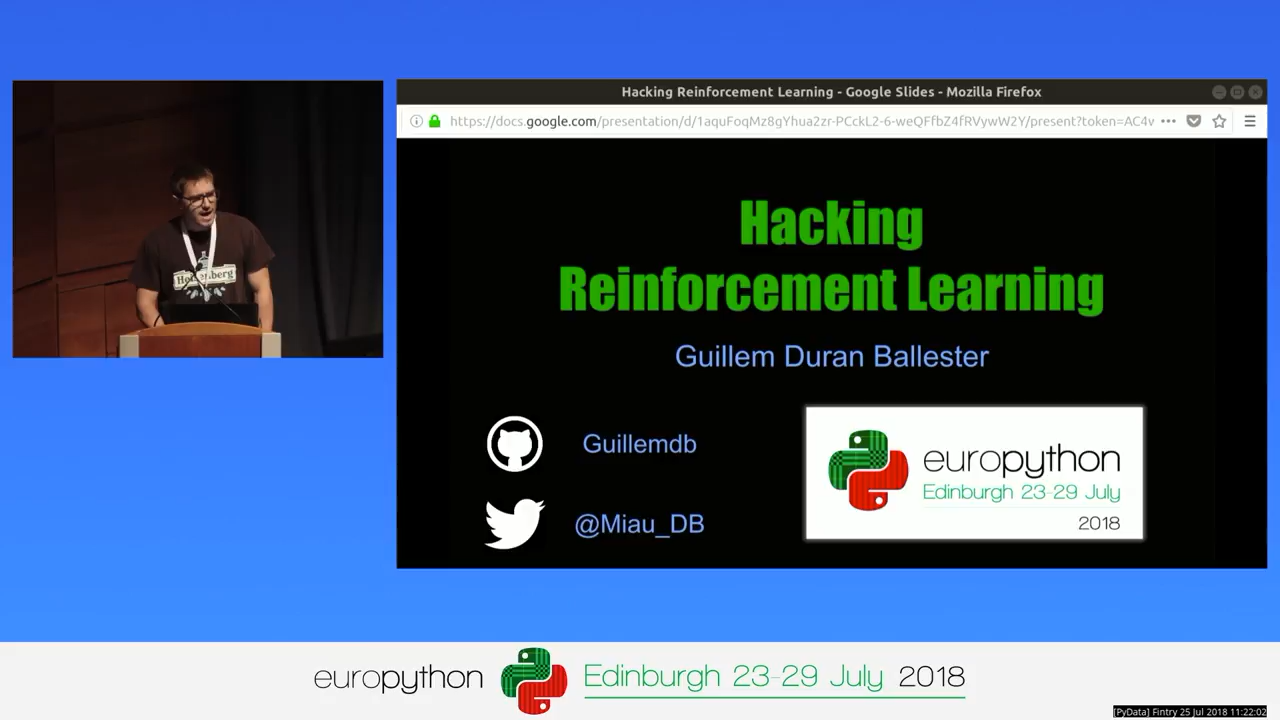 Hacking Reinforcement Learning - Google Slides - Mozilla Firefox
https://docs.google.com/presentation/d/1aquFoqMz8gYhua2zr-PCckL2-6-weQFfbZ4fRVywW2Y/present?token=AC4v
Hacking
Reinforcement Learning
Guillem Duran Ballester
Guillemdb
@Miau_DB
europython
Edinburgh 23-29 July
2018
europython Edinburgh 23-29 July 2018
[PyData] Fintry 25 Jul 2018 11:22:02